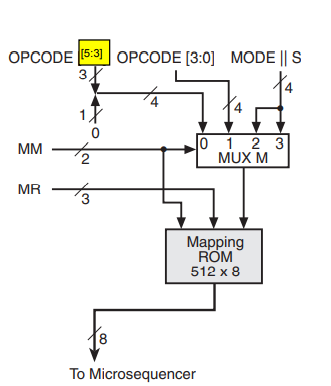 OPCODE [5:3] OPCODE [3:0] MODE || S
3
4
4
4
1
0
MM
2
0 1 2 3
MUX M
MR
3
Mapping
ROM
512 x 8
8
To Microsequencer